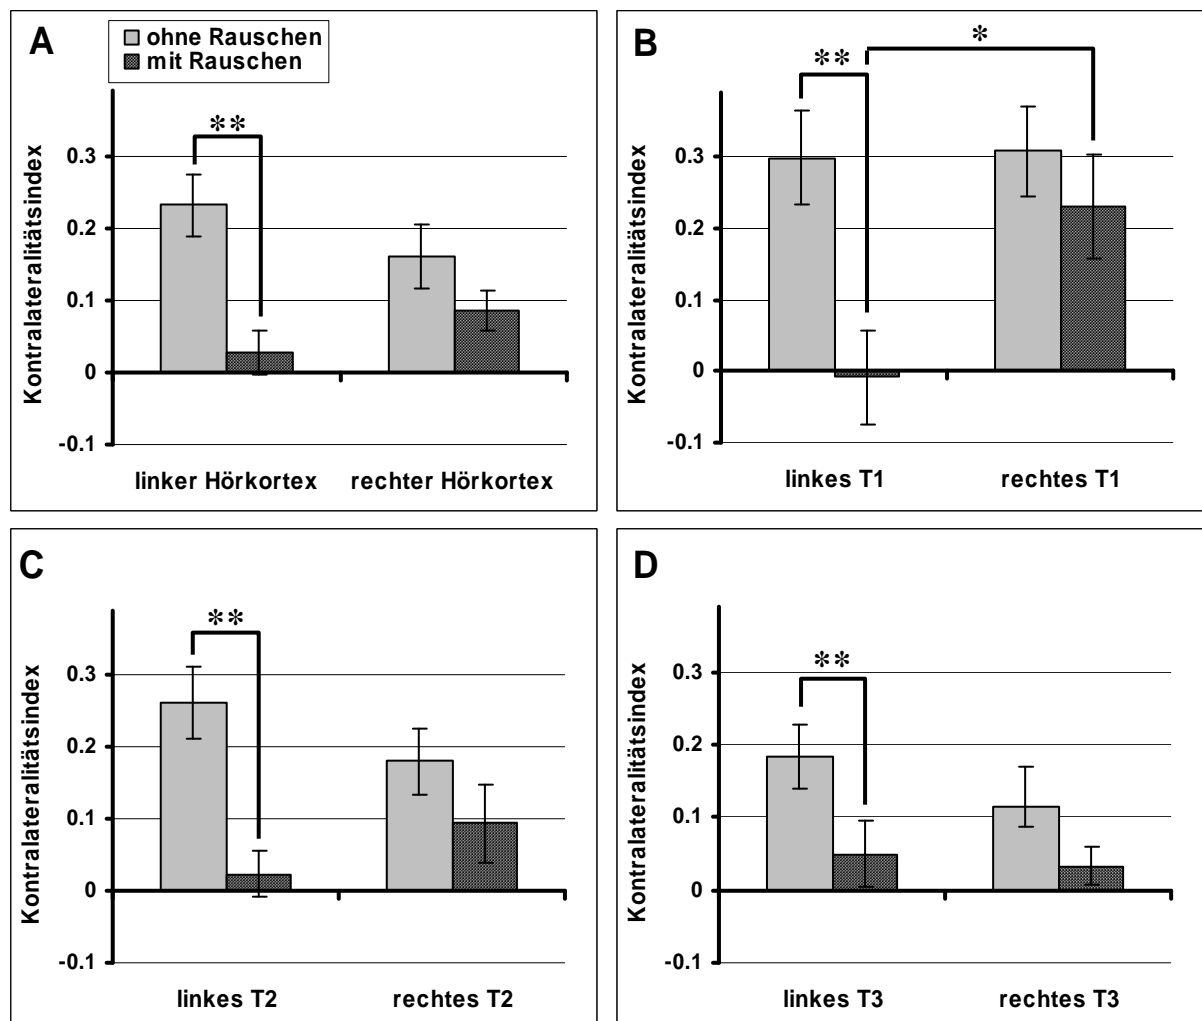 A
ohne Rauschen
mit Rauschen
**
Kontralateralitätsindex
0.3
0.2
0.1
0
-0.1
linker Hörkortex rechter Hörkortex
B
*
**
Kontralateralitätsindex
0.3
0.2
0.1
0
-0.1
linkes T1 rechtes T1
C
**
Kontralateralitätsindex
0.3
0.2
0.1
0
-0.1
linkes T2 rechtes T2
D
**
Kontralateralitätsindex
0.3
0.2
0.1
0
-0.1
linkes T3 rechtes T3